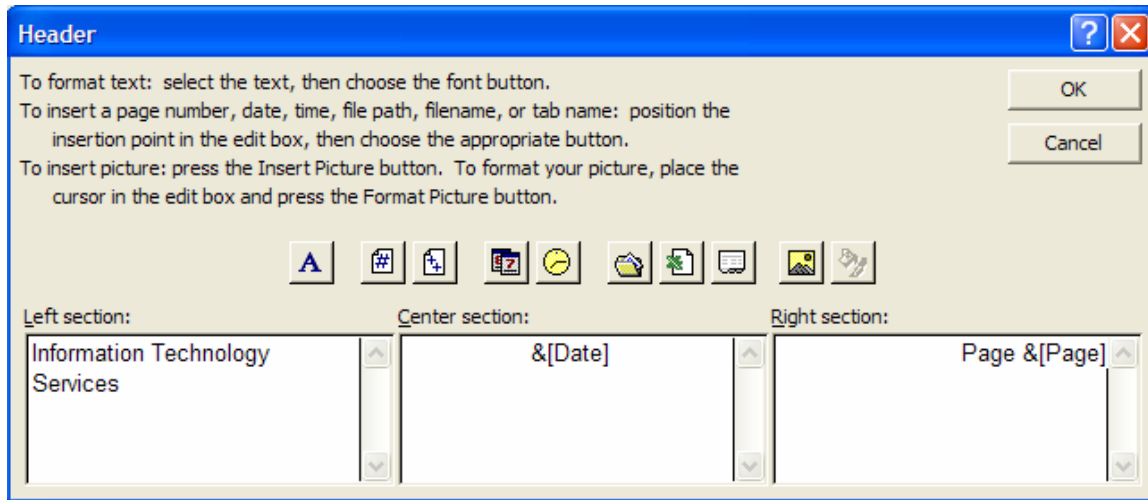 Header
To format text: select the text, then choose the font button.
To insert a page number, date, time, file path, filename, or tab name: position the
insertion point in the edit box, then choose the appropriate button.
To insert picture: press the Insert Picture button. To format your picture, place the
cursor in the edit box and press the Format Picture button.
OK
Cancel
A
Left section:
Center section:
Right section:
Information Technology
Services
&[Date]
Page &[Page]